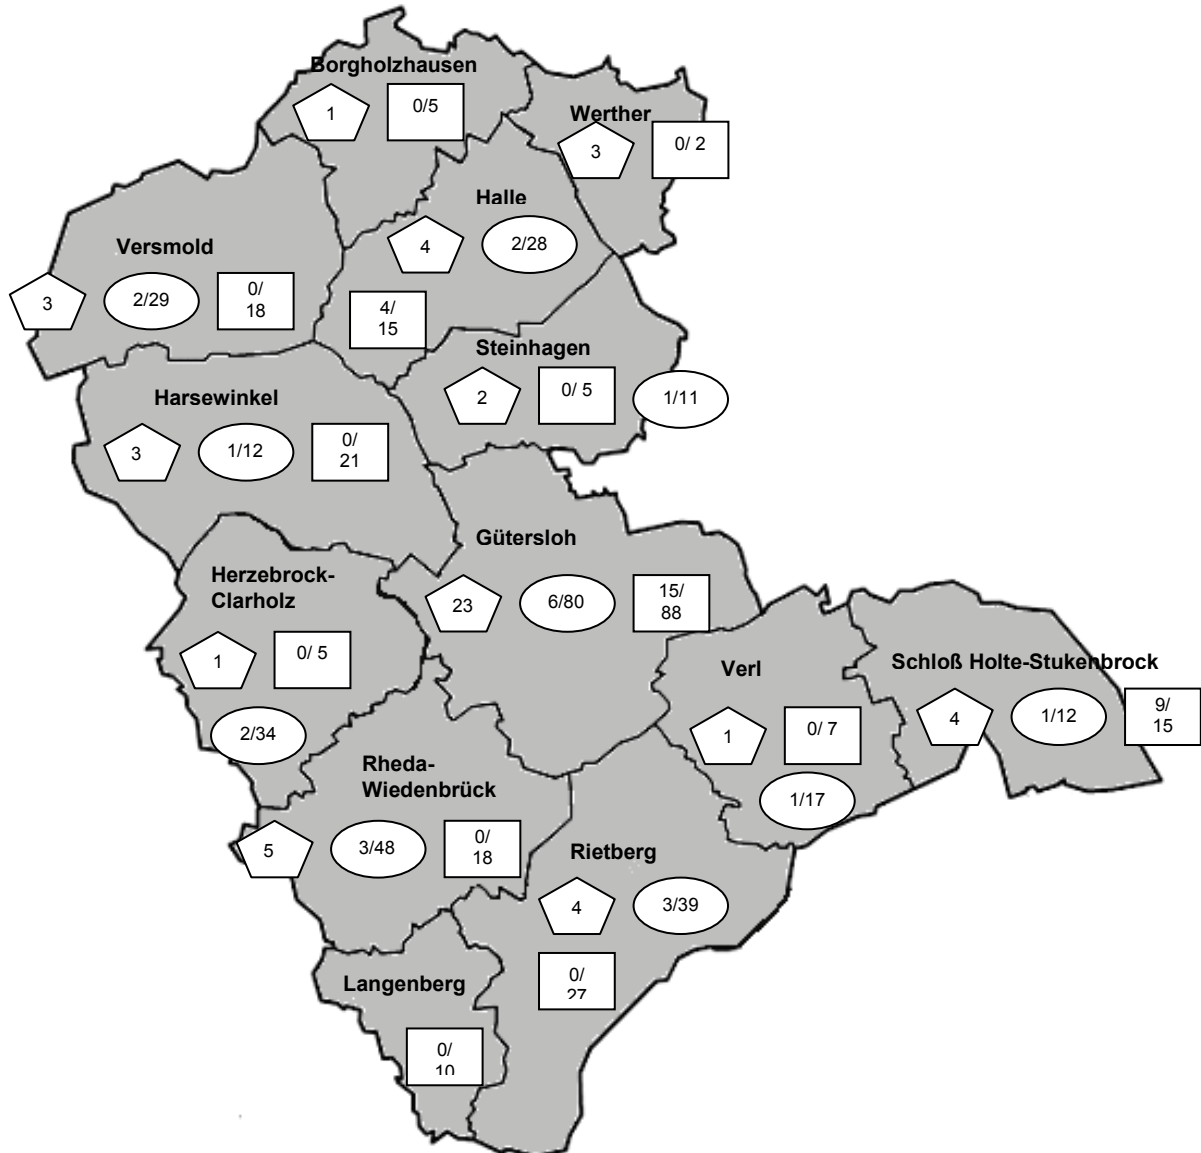 Borgholzhausen
1
0/5
Werther
3
0/ 2
Halle
4
2/28
4/
15
Versmold
3
2/29
0/
18
Steinhagen
2
0/ 5
1/11
Harsewinkel
3
1/12
0/
21
Gütersloh
23
6/80
15/
88
Herzebrock-
Clarholz
1
0/ 5
2/34
Verl
1
0/ 7
1/17
Schloß Holte-Stukenbrock
4
1/12
9/
15
Rheda-
Wiedenbrück
5
3/48
0/
18
Rietberg
4
3/39
0/
27
Langenberg
0/
10